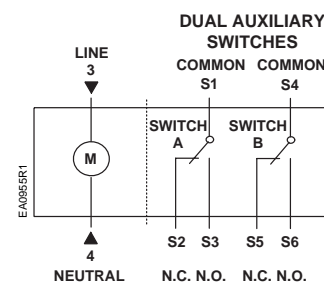 DUAL AUXILIARY
SWITCHES
LINE
3
COMMON COMMON
S1 S4
SWITCH
A
SWITCH
B
M
EA0955R1
4
NEUTRAL
S2 S3 S5 S6
N.C. N.O. N.C. N.O.